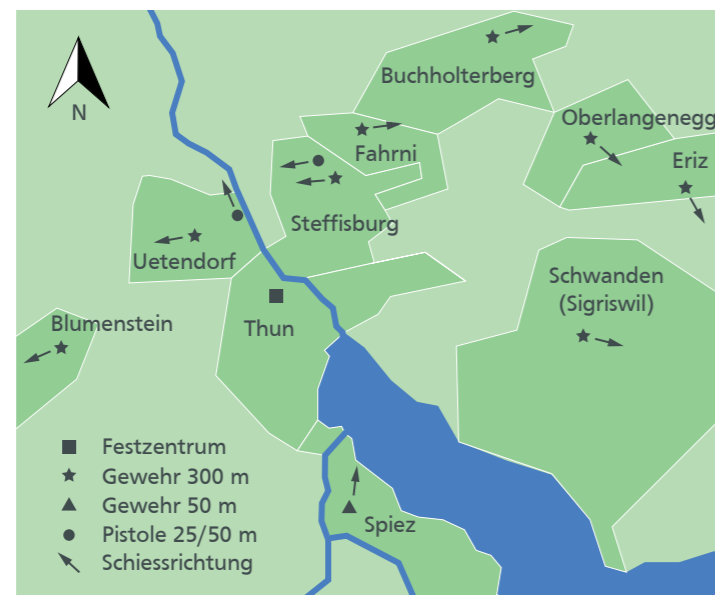 Buchholterberg
N
Oberlangenegg
Fahrni
Eriz
Steffisburg
Uetendorf
Schwanden
(Sigriswil)
Blumenstein
Thun
Festzentrum
Gewehr 300 m
Gewehr 50 m
Pistole 25/50 m
Schiessrichtung
Spiez